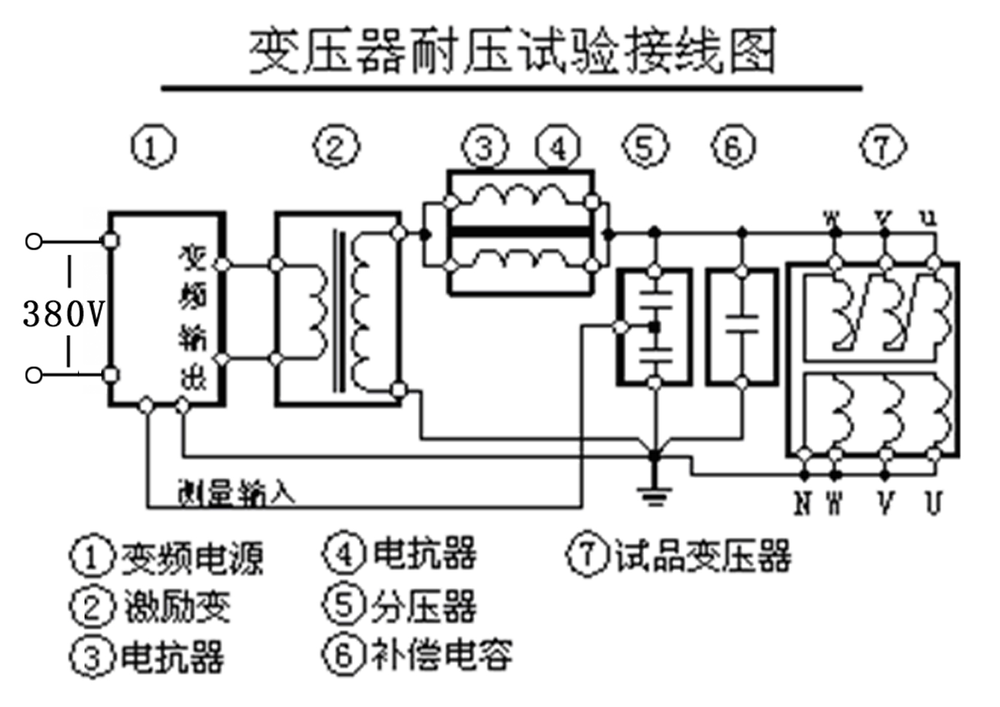 变压器耐压试验接线图
① ② ③ ④ ⑤ ⑥ ⑦
w v u
变频输出
380V
测量输入
N W V U
①变频电源 ④电抗器 ⑦试品变压器
②激励变 ⑤分压器
③电抗器 ⑥补偿电容